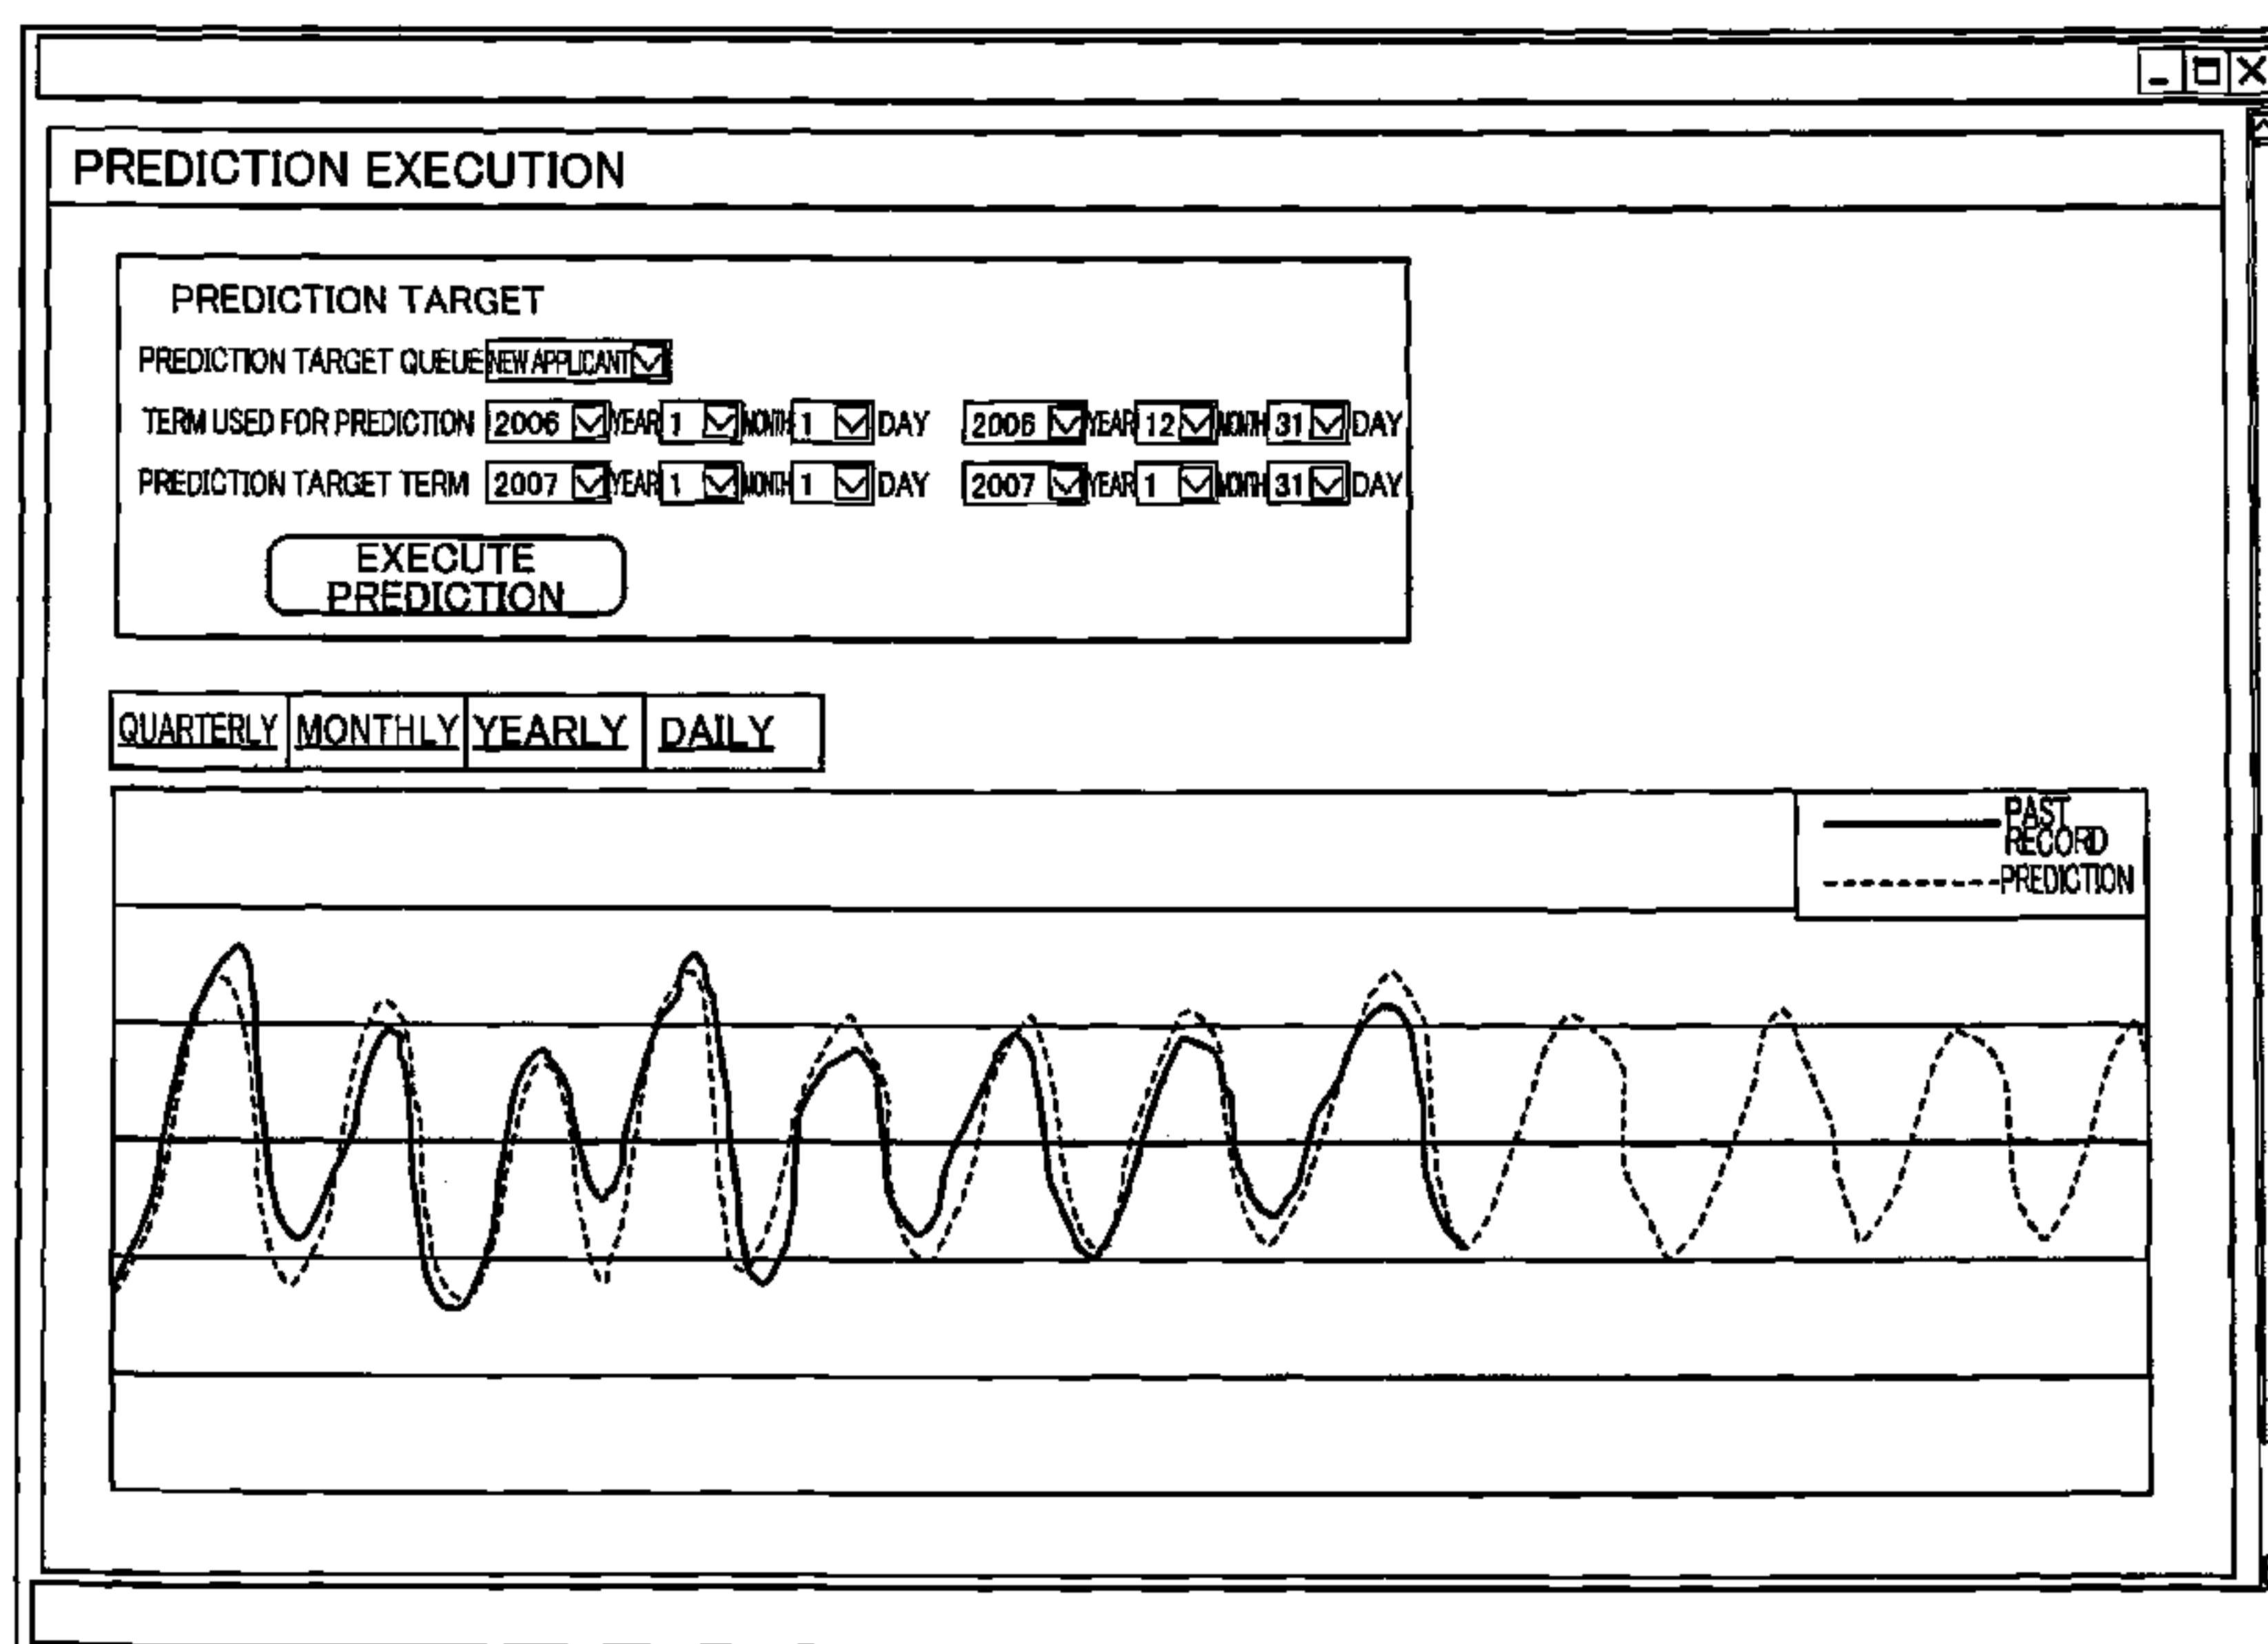 PREDICTION EXECUTION
PREDICTION TARGET
PREDICTION TARGET QUEUE NEW APPLICANT
TERM USED FOR PREDICTION 2006 YEAR 1 MONTH 1 DAY 2006 YEAR 12 MONTH 31 DAY
PREDICTION TARGET TERM 2007 YEAR 1 MONTH 1 DAY 2007 YEAR 1 MONTH 31 DAY
EXECUTE
PREDICTION
QUARTERLY MONTHLY YEARLY DAILY
PAST
RECORD
PREDICTION